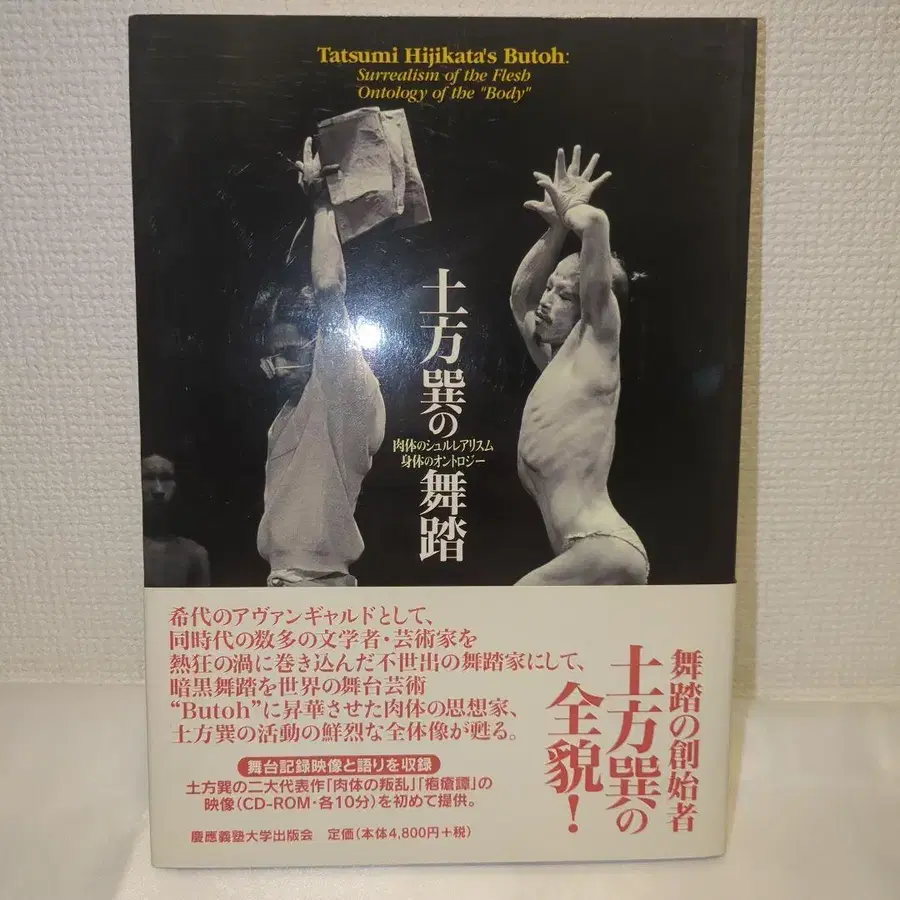 Tatsumi Hijikata's Butoh:
Surrealism of the Flesh
Ontology of the "Body"
土方巽の舞踏
肉体のシュルレアリスム
身体のオントロジー
希代のアヴァンギャルドとして、
同時代の数多の文学者・芸術家を
熱狂の渦に巻き込んだ不世出の舞踏家にして、
暗黒舞踏を世界の舞台芸術
“Butoh”に昇華させた肉体の思想家、
土方巽の活動の鮮烈な全体像が甦る。
舞台記録映像と語りを収録
土方巽の二大代表作「肉体の叛乱」「疱瘡譚」の
映像(CD-ROM・各10分)を初めて提供。
慶應義塾大学出版会 定価(本体4,800円+税)
舞踏の創始者
土方巽の
全貌!